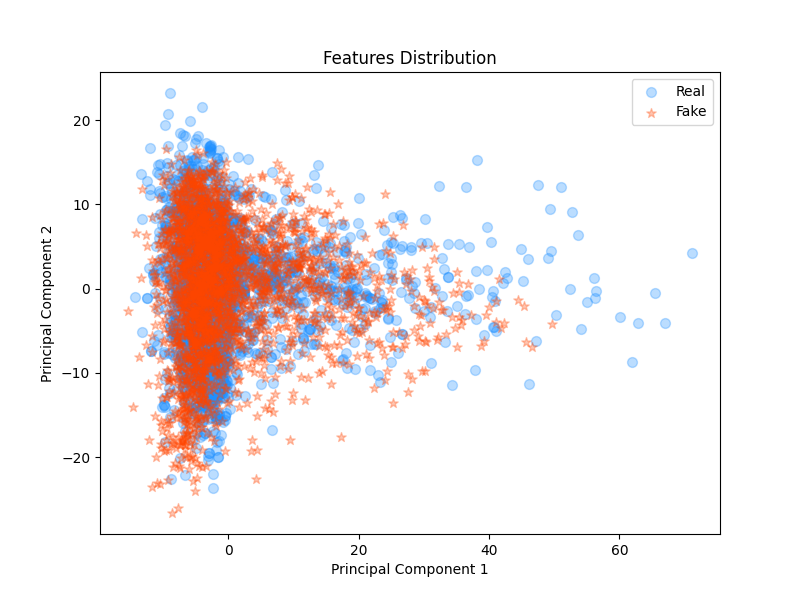 Features Distribution
Real
Fake
20
10
0
−10
−20
Principal Component 2
0
20
40
60
Principal Component 1